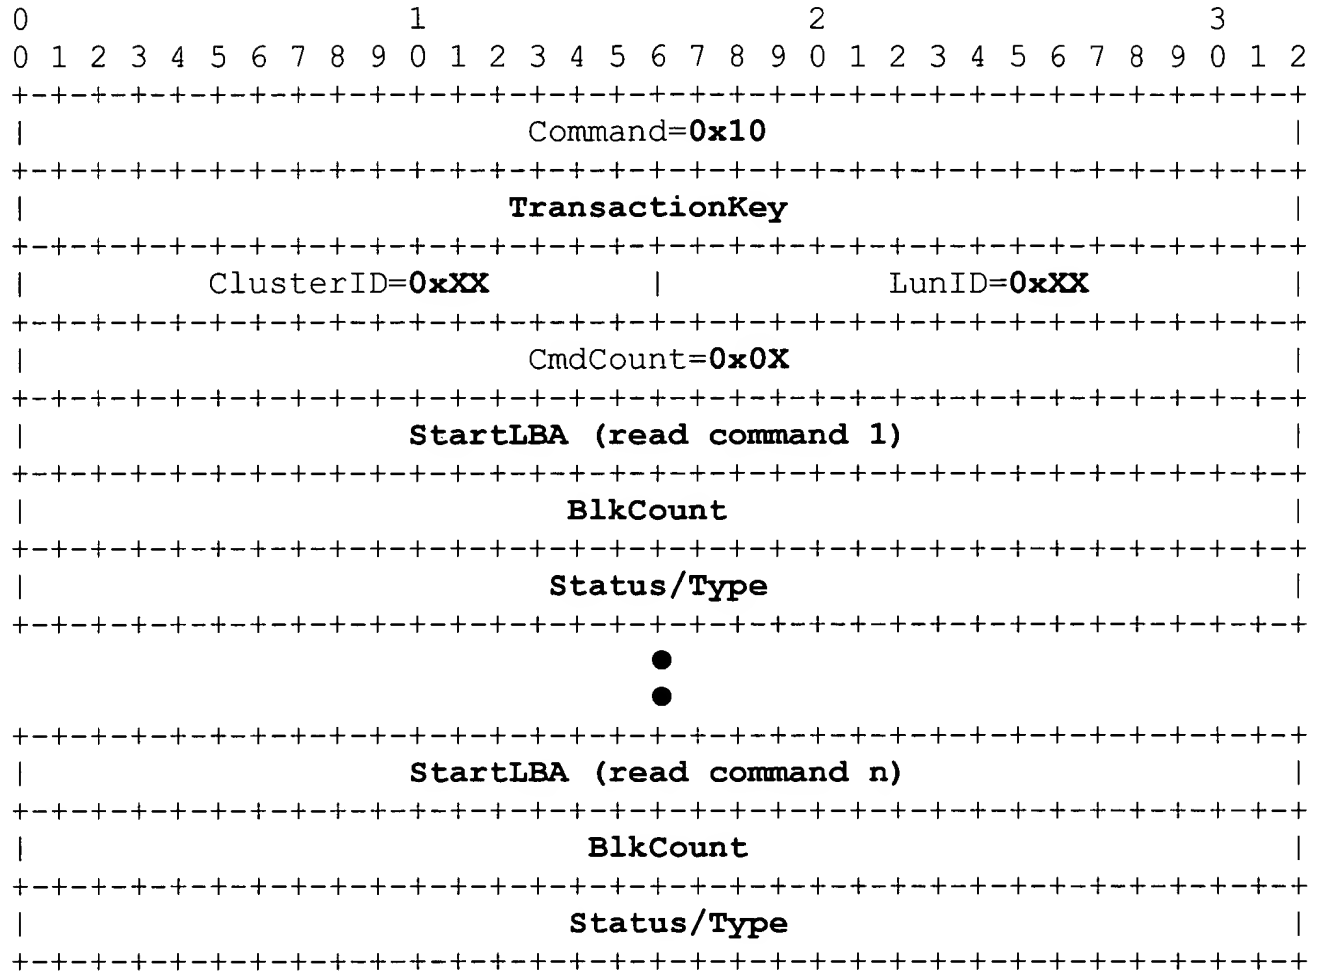 0                   1                   2                   3
0 1 2 3 4 5 6 7 8 9 0 1 2 3 4 5 6 7 8 9 0 1 2 3 4 5 6 7 8 9 0 1 2
+-+-+-+-+-+-+-+-+-+-+-+-+-+-+-+-+-+-+-+-+-+-+-+-+-+-+-+-+-+-+-+-+
|                         Command=0x10                          |
+-+-+-+-+-+-+-+-+-+-+-+-+-+-+-+-+-+-+-+-+-+-+-+-+-+-+-+-+-+-+-+-+
|                        TransactionKey                         |
+-+-+-+-+-+-+-+-+-+-+-+-+-+-+-+-+-+-+-+-+-+-+-+-+-+-+-+-+-+-+-+-+
|         ClusterID=0xXX        |           LunID=0xXX          |
+-+-+-+-+-+-+-+-+-+-+-+-+-+-+-+-+-+-+-+-+-+-+-+-+-+-+-+-+-+-+-+-+
|                         CmdCount=0x0X                         |
+-+-+-+-+-+-+-+-+-+-+-+-+-+-+-+-+-+-+-+-+-+-+-+-+-+-+-+-+-+-+-+-+
|                   StartLBA (read command 1)                   |
+-+-+-+-+-+-+-+-+-+-+-+-+-+-+-+-+-+-+-+-+-+-+-+-+-+-+-+-+-+-+-+-+
|                           BlkCount                            |
+-+-+-+-+-+-+-+-+-+-+-+-+-+-+-+-+-+-+-+-+-+-+-+-+-+-+-+-+-+-+-+-+
|                          Status/Type                          |
+-+-+-+-+-+-+-+-+-+-+-+-+-+-+-+-+-+-+-+-+-+-+-+-+-+-+-+-+-+-+-+-+
●
●
+-+-+-+-+-+-+-+-+-+-+-+-+-+-+-+-+-+-+-+-+-+-+-+-+-+-+-+-+-+-+-+-+
|                   StartLBA (read command n)                   |
+-+-+-+-+-+-+-+-+-+-+-+-+-+-+-+-+-+-+-+-+-+-+-+-+-+-+-+-+-+-+-+-+
|                            BlkCount                           |
+-+-+-+-+-+-+-+-+-+-+-+-+-+-+-+-+-+-+-+-+-+-+-+-+-+-+-+-+-+-+-+-+
|                           Status/Type                         |
+-+-+-+-+-+-+-+-+-+-+-+-+-+-+-+-+-+-+-+-+-+-+-+-+-+-+-+-+-+-+-+-+